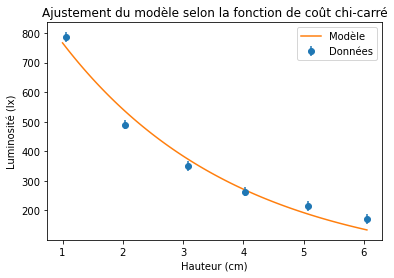 Ajustement du modèle selon la fonction de coût chi-carré
Modèle
Données
Luminosité (lx)
800
700
600
500
400
300
200
1
2
3
4
5
6
Hauteur (cm)